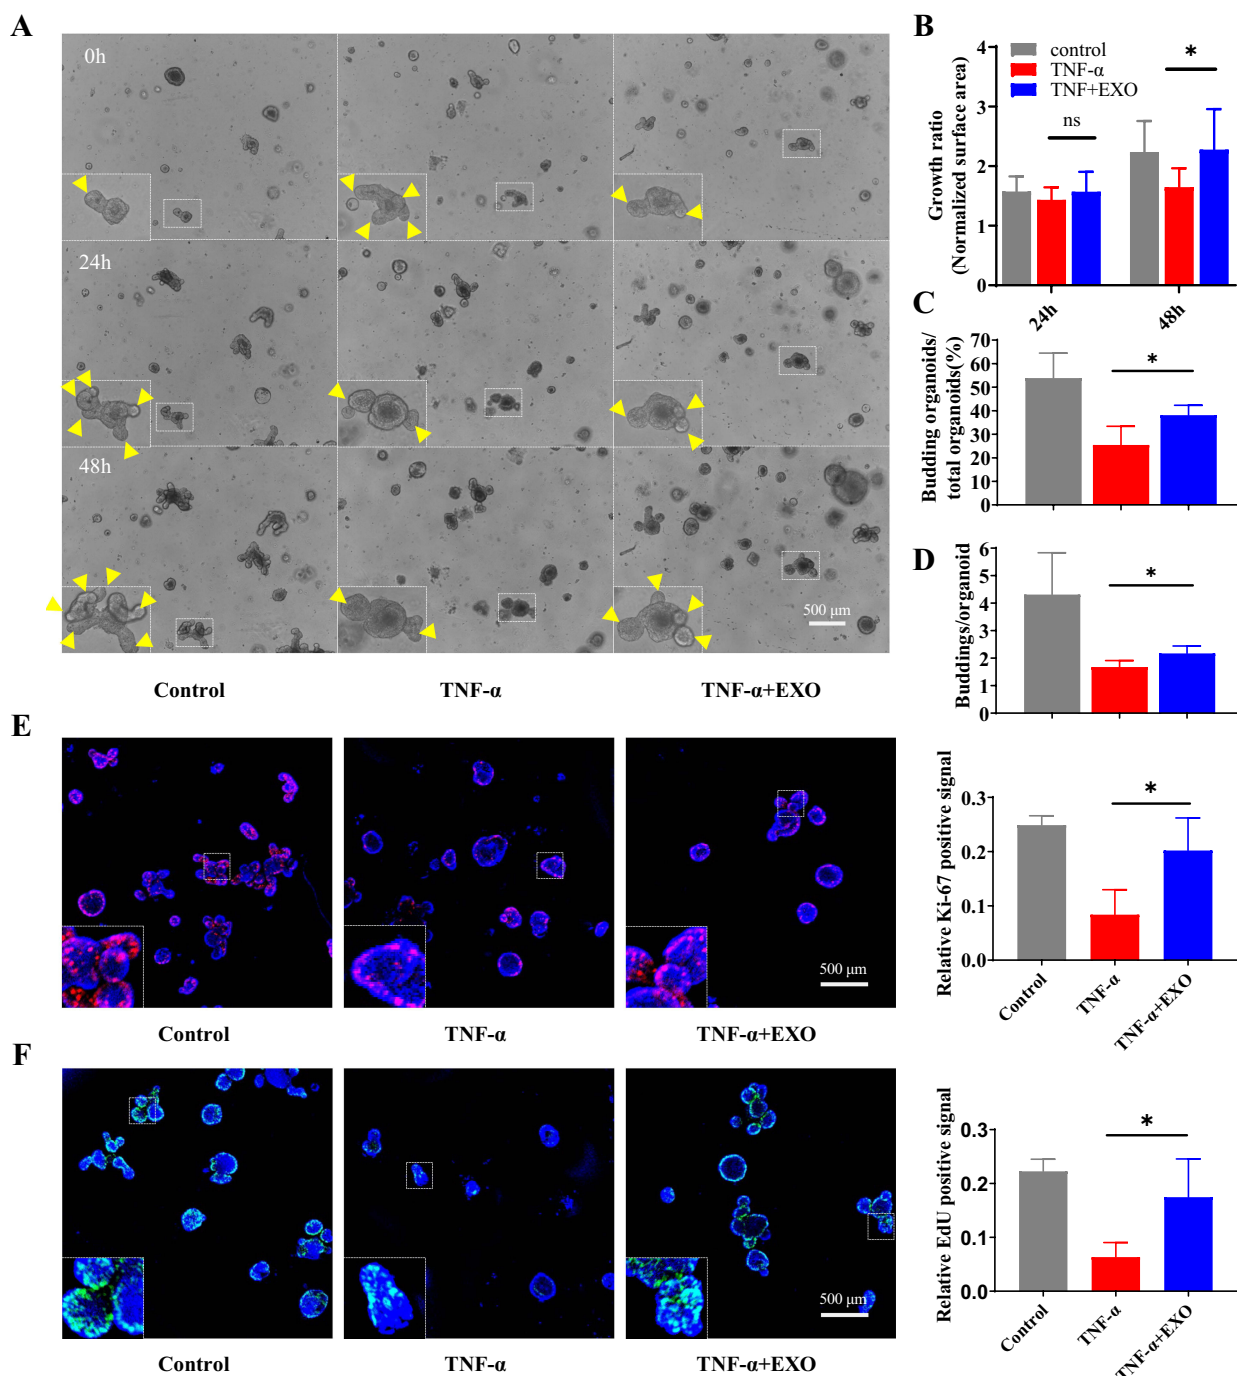 A
0h
24h
48h
500 μm
Control
TNF-α
TNF-α+EXO
B
Growth ratio
(Normalized surface area)
4
3
2
1
0
control
TNF-α
TNF+EXO
ns
*
24h
48h
C
Budding organoids/
total organoids(%)
70
60
50
40
30
20
10
0
*
D
Buddings/organoid
6
5
4
3
2
1
0
*
E
500 μm
Control
TNF-α
TNF-α+EXO
Relative Ki-67 positive signal
0.3
0.2
0.1
0.0
*
Control
TNF-α
TNF-α+EXO
F
500 μm
Control
TNF-α
TNF-α+EXO
Relative EdU positive signal
0.3
0.2
0.1
0.0
*
Control
TNF-α
TNF-α+EXO